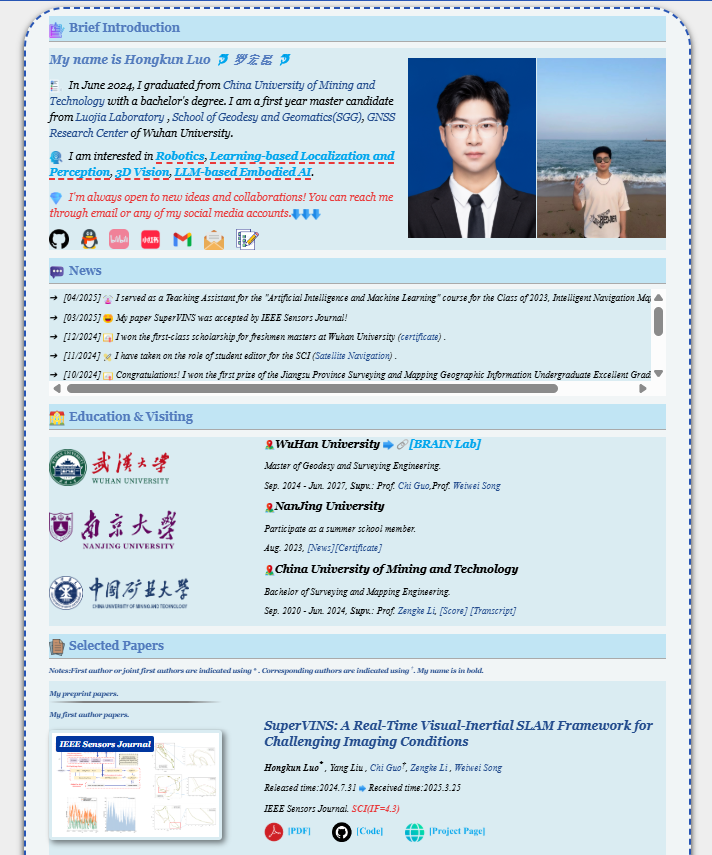 Brief Introduction
My name is Hongkun Luo 罗宏昆
In June 2024, I graduated from China University of Mining and
Technology with a bachelor's degree. I am a first year master candidate
from Luojia Laboratory , School of Geodesy and Geomatics(SGG), GNSS
Research Center of Wuhan University.
I am interested in Robotics, Learning-based Localization and
Perception, 3D Vision, LLM-based Embodied AI.
I'm always open to new ideas and collaborations! You can reach me
through email or any of my social media accounts.
News
➔ [04/2025] I served as a Teaching Assistant for the "Artificial Intelligence and Machine Learning" course for the Class of 2023, Intelligent Navigation Map
➔ [03/2025] My paper SuperVINS was accepted by IEEE Sensors Journal!
➔ [12/2024] I won the first-class scholarship for freshmen masters at Wuhan University (certificate) .
➔ [11/2024] I have taken on the role of student editor for the SCI (Satellite Navigation) .
➔ [10/2024] Congratulations! I won the first prize of the Jiangsu Province Surveying and Mapping Geographic Information Undergraduate Excellent Grad
Education & Visiting
武汉大学
WUHAN UNIVERSITY
WuHan University [BRAIN Lab]
Master of Geodesy and Surveying Engineering.
Sep. 2024 - Jun. 2027, Supv.: Prof. Chi Guo,Prof. Weiwei Song
南京大学
NANJING UNIVERSITY
NanJing University
Participate as a summer school member.
Aug. 2023, [News][Certificate]
中国矿业大学
CHINA UNIVERSITY OF MINING AND TECHNOLOGY
China University of Mining and Technology
Bachelor of Surveying and Mapping Engineering.
Sep. 2020 - Jun. 2024, Supv.: Prof. Zengke Li, [Score] [Transcript]
Selected Papers
Notes:First author or joint first authors are indicated using * . Corresponding authors are indicated using † . My name is in bold.
My preprint papers.
My first author papers.
IEEE Sensors Journal
SuperVINS: A Real-Time Visual-Inertial SLAM Framework for
Challenging Imaging Conditions
Hongkun Luo* , Yang Liu , Chi Guo†, Zengke Li , Weiwei Song
Released time:2024.7.31 Received time:2025.3.25
IEEE Sensors Journal. SCI(IF=4.3)
[PDF] [Code] [Project Page]